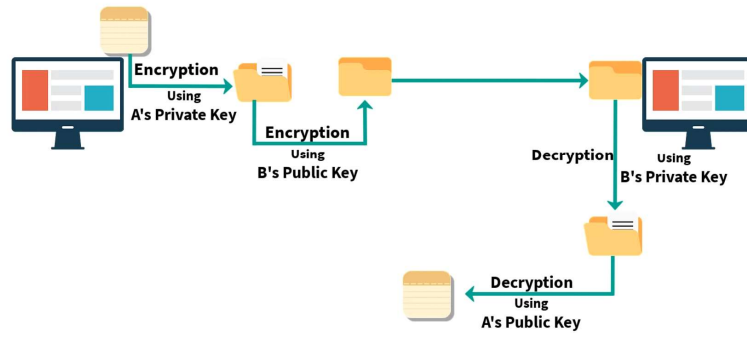 Encryption
Using
A's Private Key
Encryption
Using
B's Public Key
Decryption
Using
B's Private Key
Decryption
Using
A's Public Key